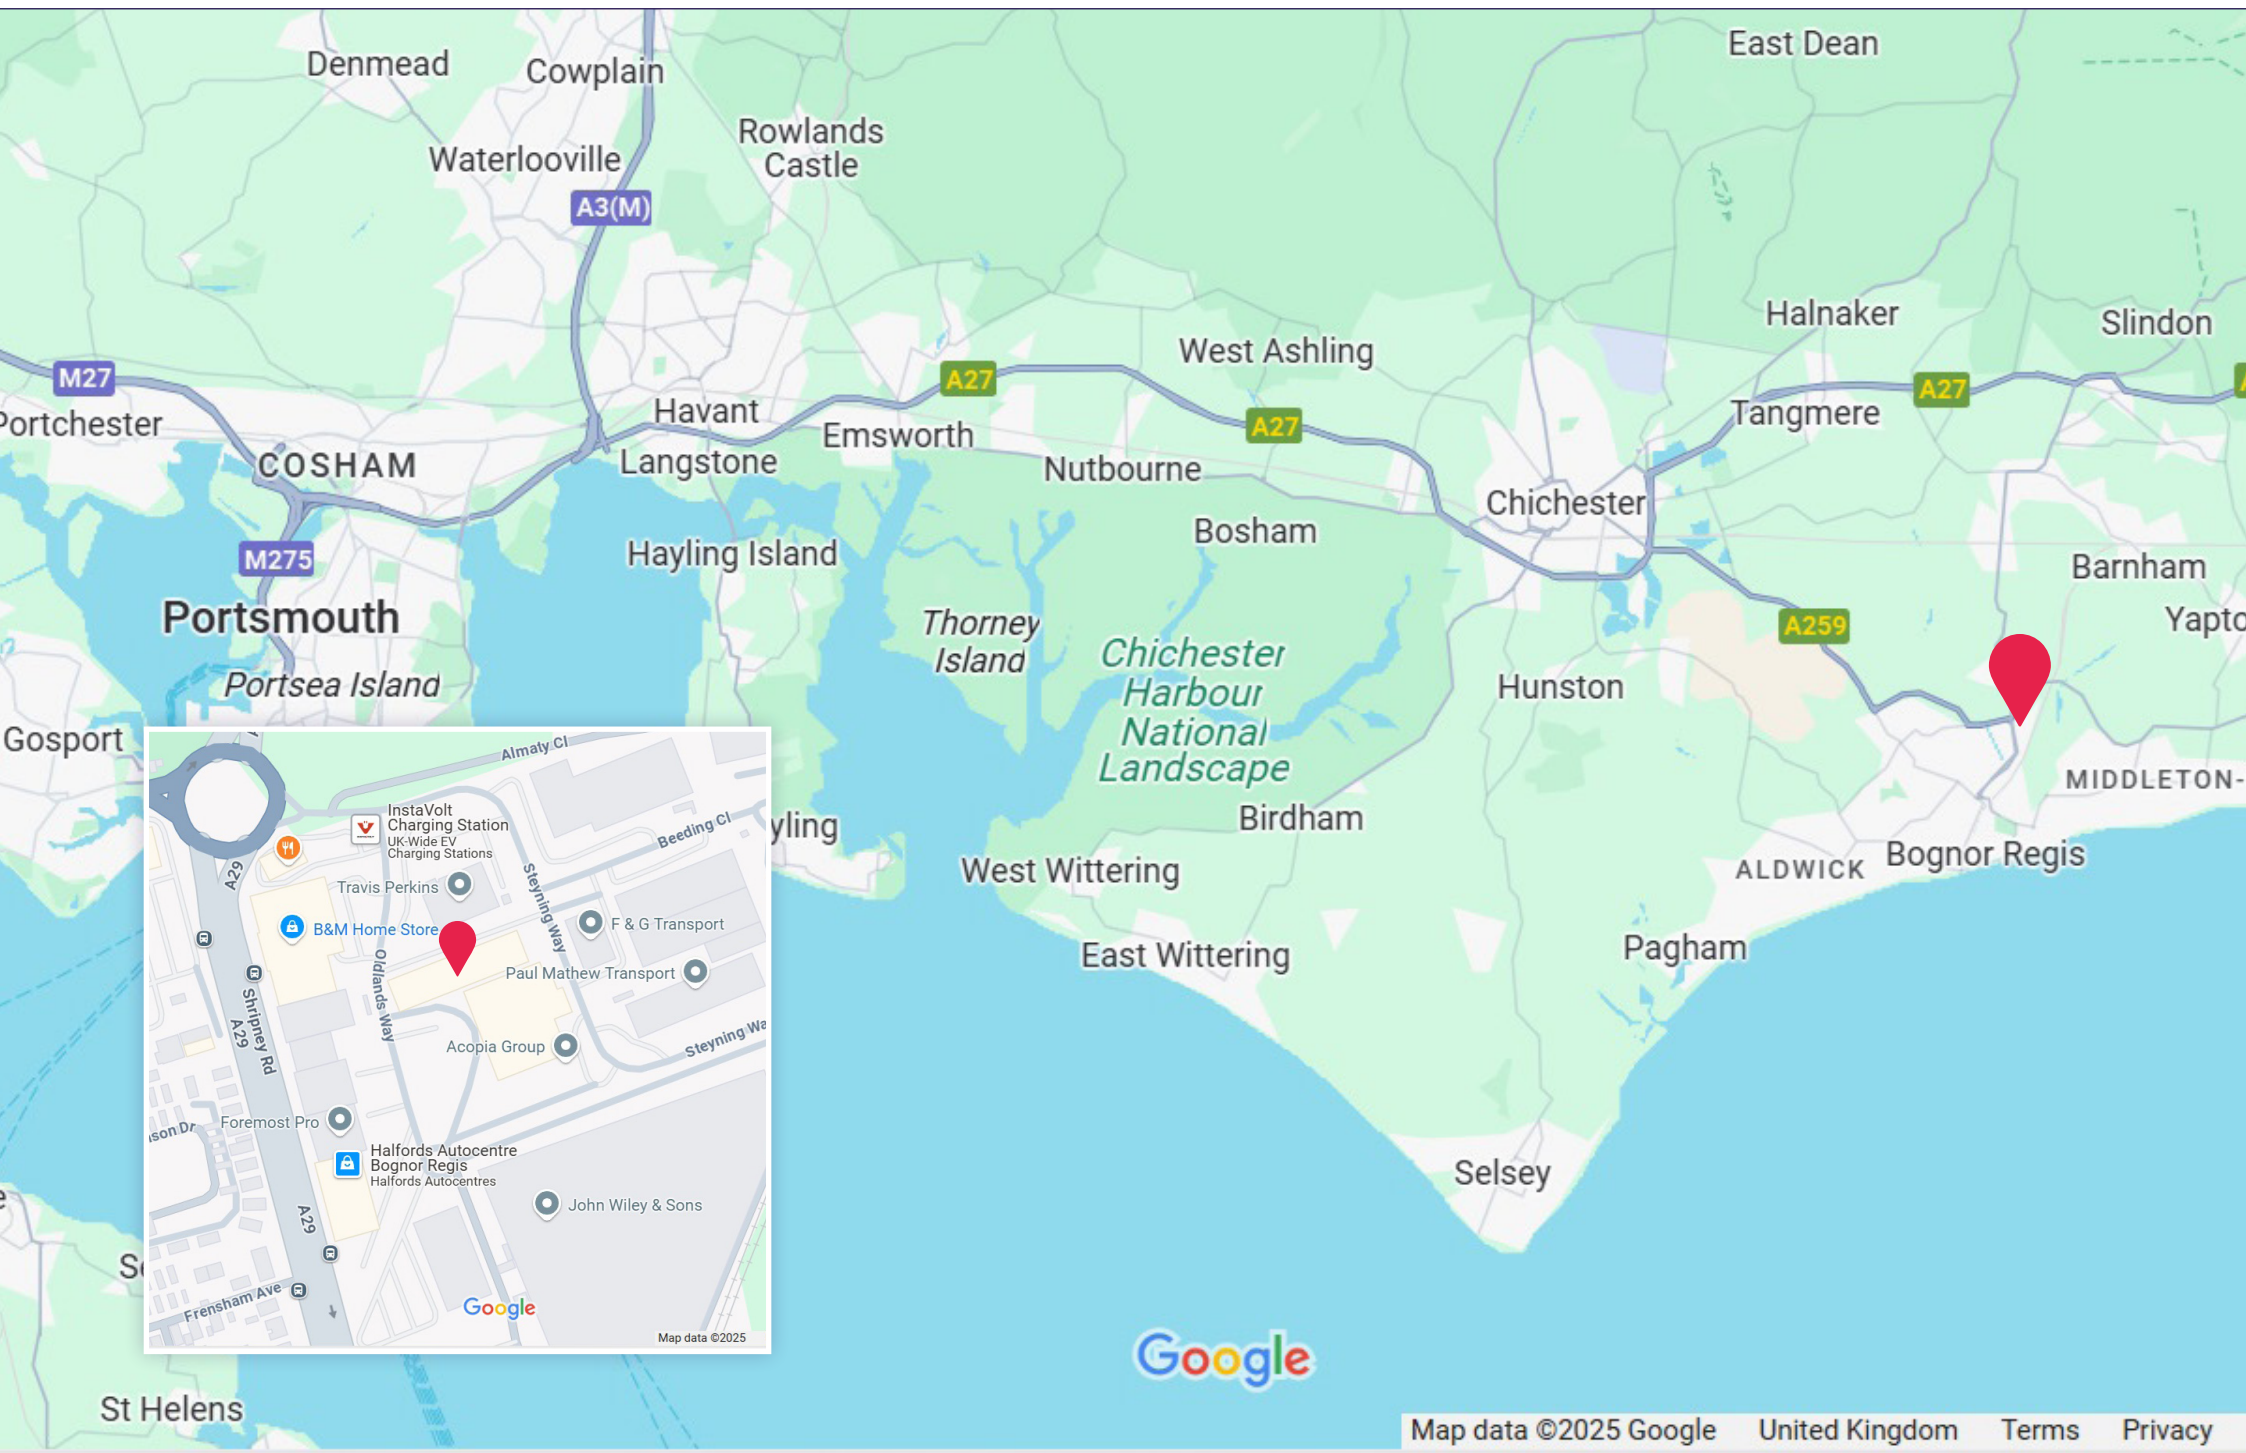 Denmead
Cowplain
East Dean
Rowlands
Castle
Waterlooville
A3(M)
Halnaker
Slindon
West Ashling
M27
A27
A27
A27
Portchester
Havant
Emsworth
Tangmere
COSHAM
Langstone
Nutbourne
Chichester
Bosham
M275
Hayling Island
Barnham
Portsmouth
Thorney
Island
A259
Chichester
Harbour
National
Landscape
Portsea Island
Hunston
Gosport
MIDDLETON-
yling
Birdham
Bognor Regis
ALDWICK
West Wittering
East Wittering
Pagham
Selsey
St Helens
Almaty Cl
InstaVolt
Charging Station
UK-Wide EV
Charging Stations
Beeding Cl
A29
Travis Perkins
Steyning Way
B&M Home Store
F & G Transport
Oldlands Way
Paul Mathew Transport
Shripney Rd
A29
Acopia Group
Steyning Wa
Foremost Pro
son Dr
Halfords Autocentre
Bognor Regis
Halfords Autocentres
A29
John Wiley & Sons
Frensham Ave
Google
Map data ©2025
Google
Map data ©2025 Google United Kingdom Terms Privacy